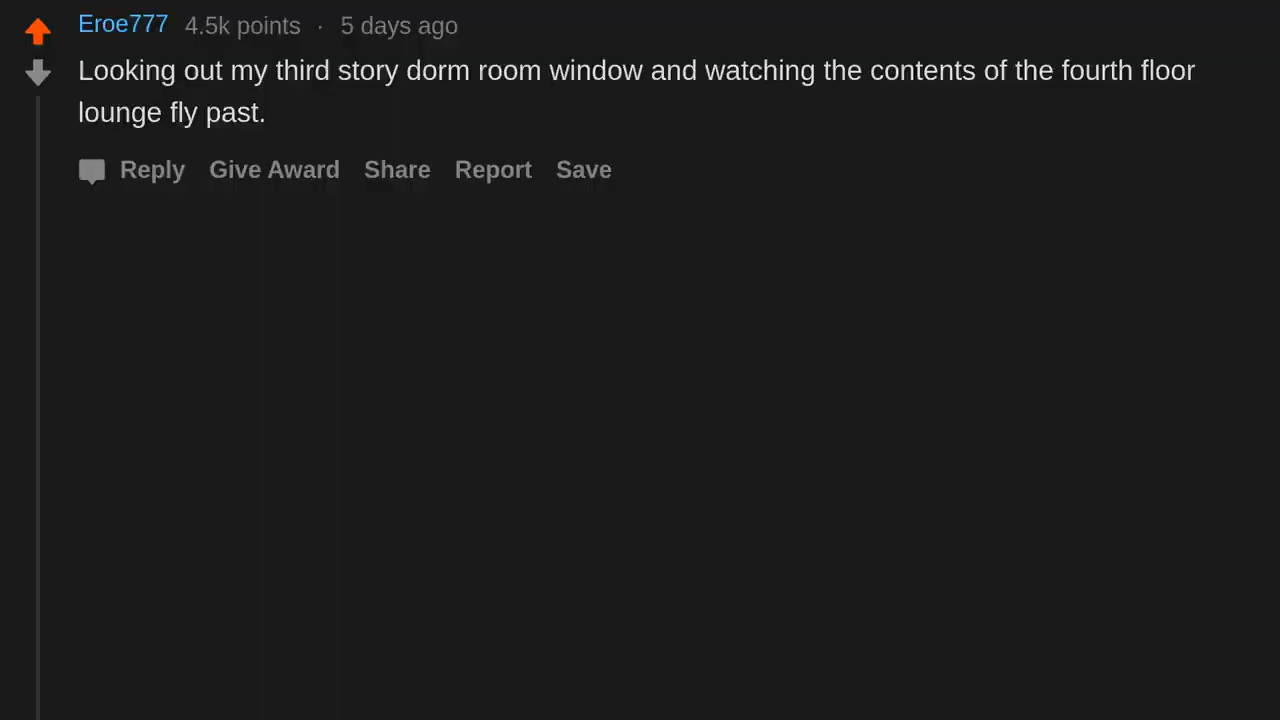 Eroe777 4.5k points · 5 days ago
Looking out my third story dorm room window and watching the contents of the fourth floor
lounge fly past.
Reply Give Award Share Report Save